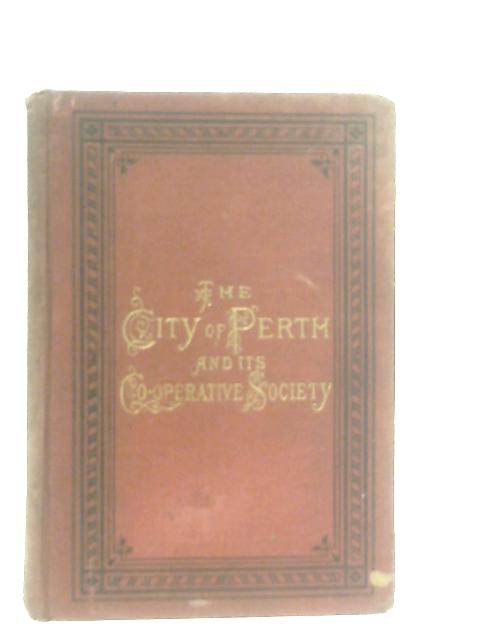 THE
CITY OF PERTH
AND ITS
CO-OPERATIVE SOCIETY